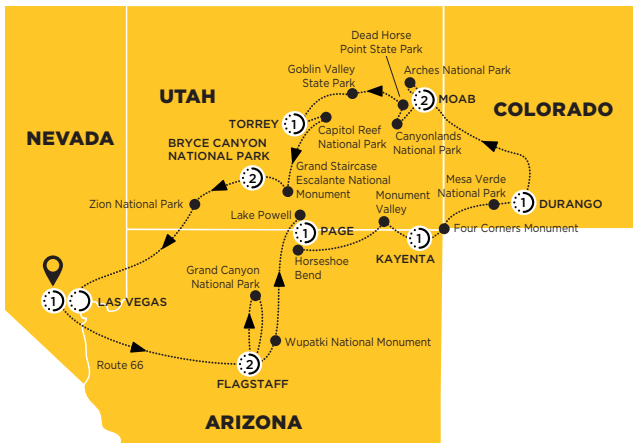 Dead Horse
Point State Park
Arches National Park
Goblin Valley
State Park
UTAH
2
MOAB
COLORADO
NEVADA
TORREY
1
Capitol Reef
National Park
Canyonlands
National Park
BRYCE CANYON
NATIONAL PARK
2
Grand Staircase
Escalante National
Monument
Mesa Verde
National Park
1
DURANGO
Zion National Park
Lake Powell
Monument
Valley
1
PAGE
Four Corners Monument
1
KAYENTA
Horseshoe
Bend
Grand Canyon
National Park
1
LAS VEGAS
Wupatki National Monument
Route 66
2
FLAGSTAFF
ARIZONA